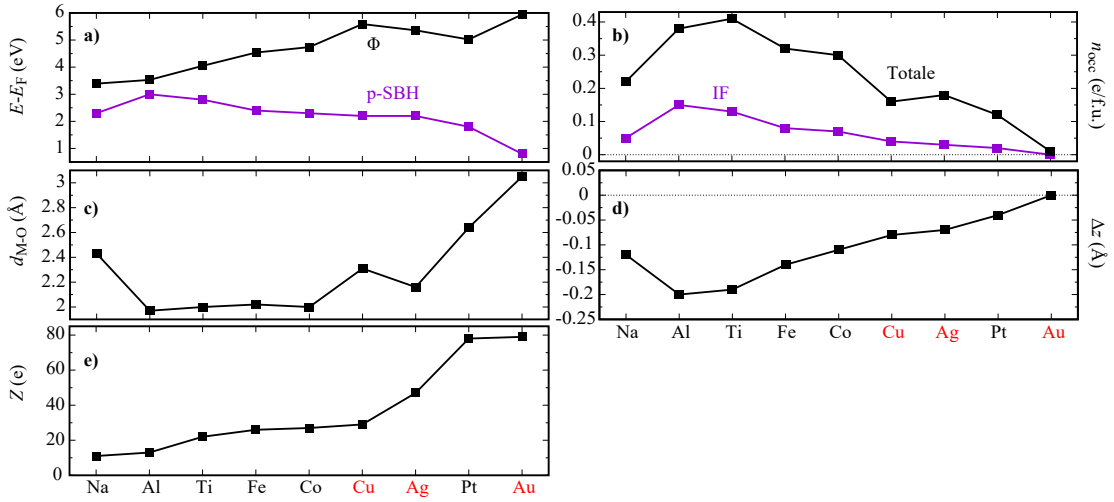 a)
Φ
p-SBH
E-E_F (eV)
6
5
4
3
2
1
b)
Totale
IF
n_occ (e/f.u.)
0.4
0.3
0.2
0.1
0
c)
d_M-O (Å)
3
2.8
2.6
2.4
2.2
2
d)
Δz (Å)
0.05
0
-0.05
-0.1
-0.15
-0.2
-0.25
Na Al Ti Fe Co Cu Ag Pt Au
e)
Z (e)
80
60
40
20
0
Na Al Ti Fe Co Cu Ag Pt Au